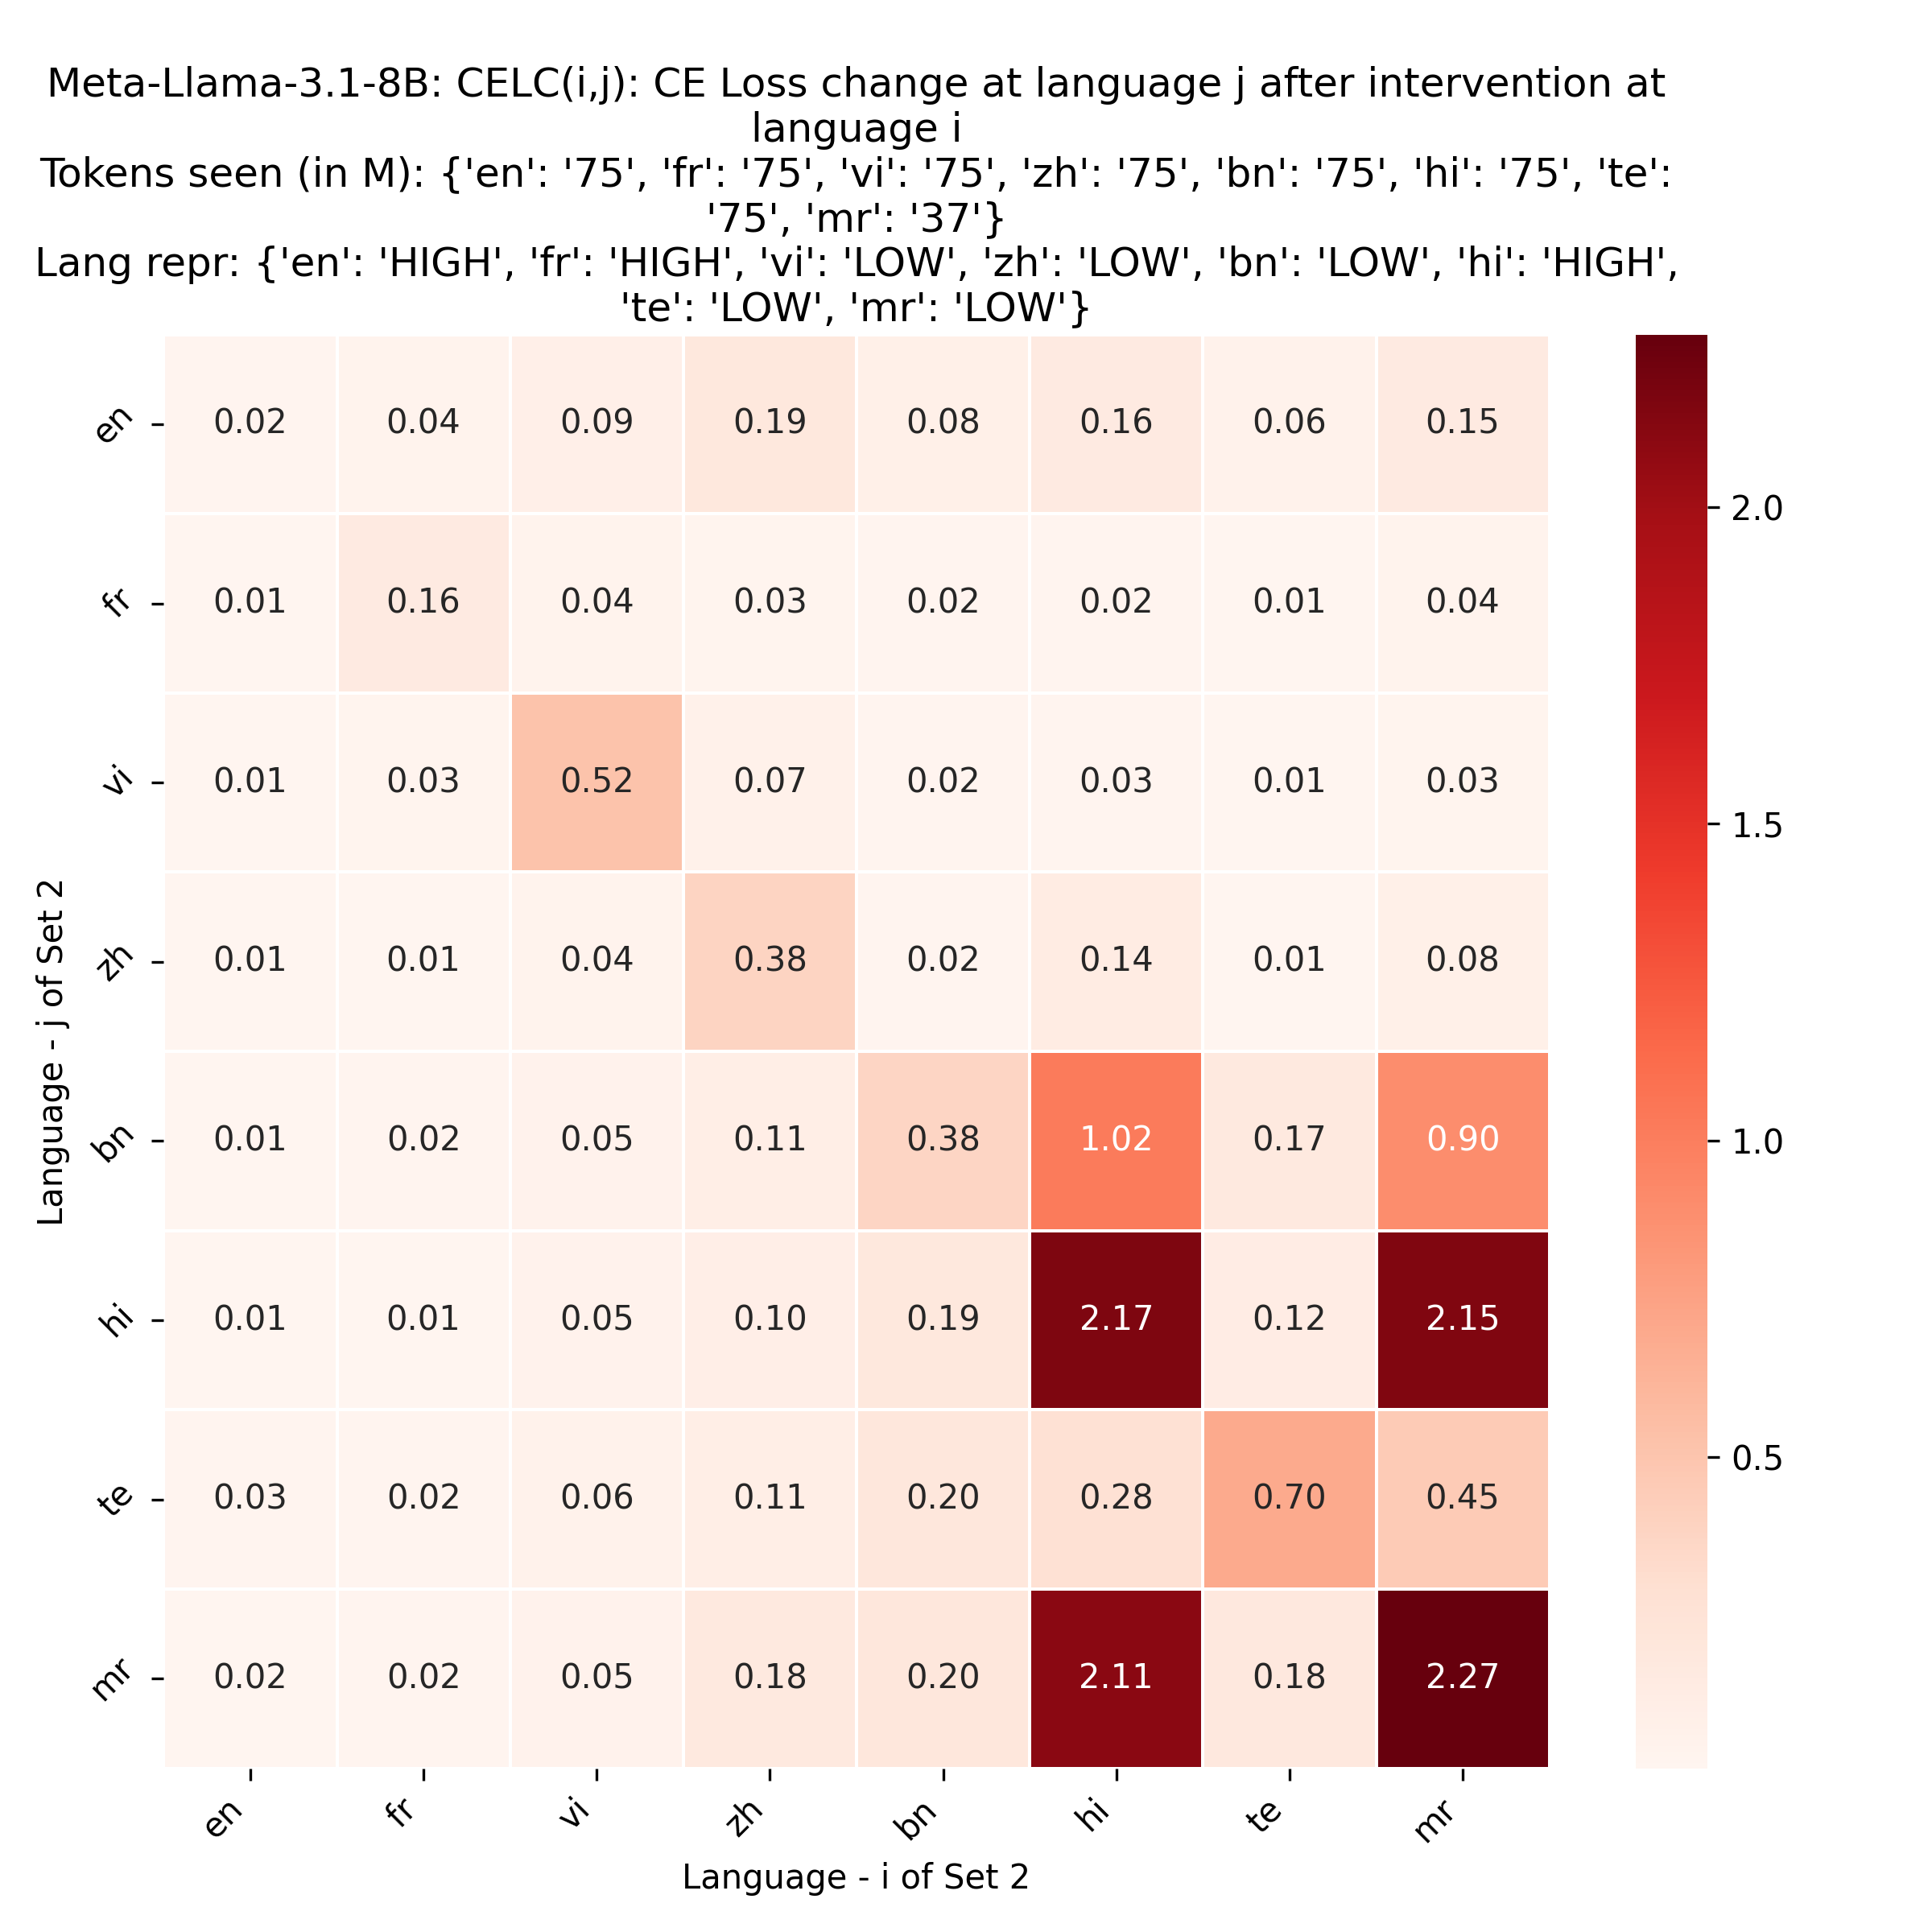 Meta-Llama-3.1-8B: CELC(i,j): CE Loss change at language j after intervention at
language i
Tokens seen (in M): {'en': '75', 'fr': '75', 'vi': '75', 'zh': '75', 'bn': '75', 'hi': '75', 'te':
'75', 'mr': '37'}
Lang repr: {'en': 'HIGH', 'fr': 'HIGH', 'vi': 'LOW', 'zh': 'LOW', 'bn': 'LOW', 'hi': 'HIGH',
'te': 'LOW', 'mr': 'LOW'}
en 0.02 0.04 0.09 0.19 0.08 0.16 0.06 0.15
fr 0.01 0.16 0.04 0.03 0.02 0.02 0.01 0.04
vi 0.01 0.03 0.52 0.07 0.02 0.03 0.01 0.03
zh 0.01 0.01 0.04 0.38 0.02 0.14 0.01 0.08
bn 0.01 0.02 0.05 0.11 0.38 1.02 0.17 0.90
hi 0.01 0.01 0.05 0.10 0.19 2.17 0.12 2.15
te 0.03 0.02 0.06 0.11 0.20 0.28 0.70 0.45
mr 0.02 0.02 0.05 0.18 0.20 2.11 0.18 2.27
en fr vi zh bn hi te mr
Language - i of Set 2
Language - j of Set 2
2.0
1.5
1.0
0.5